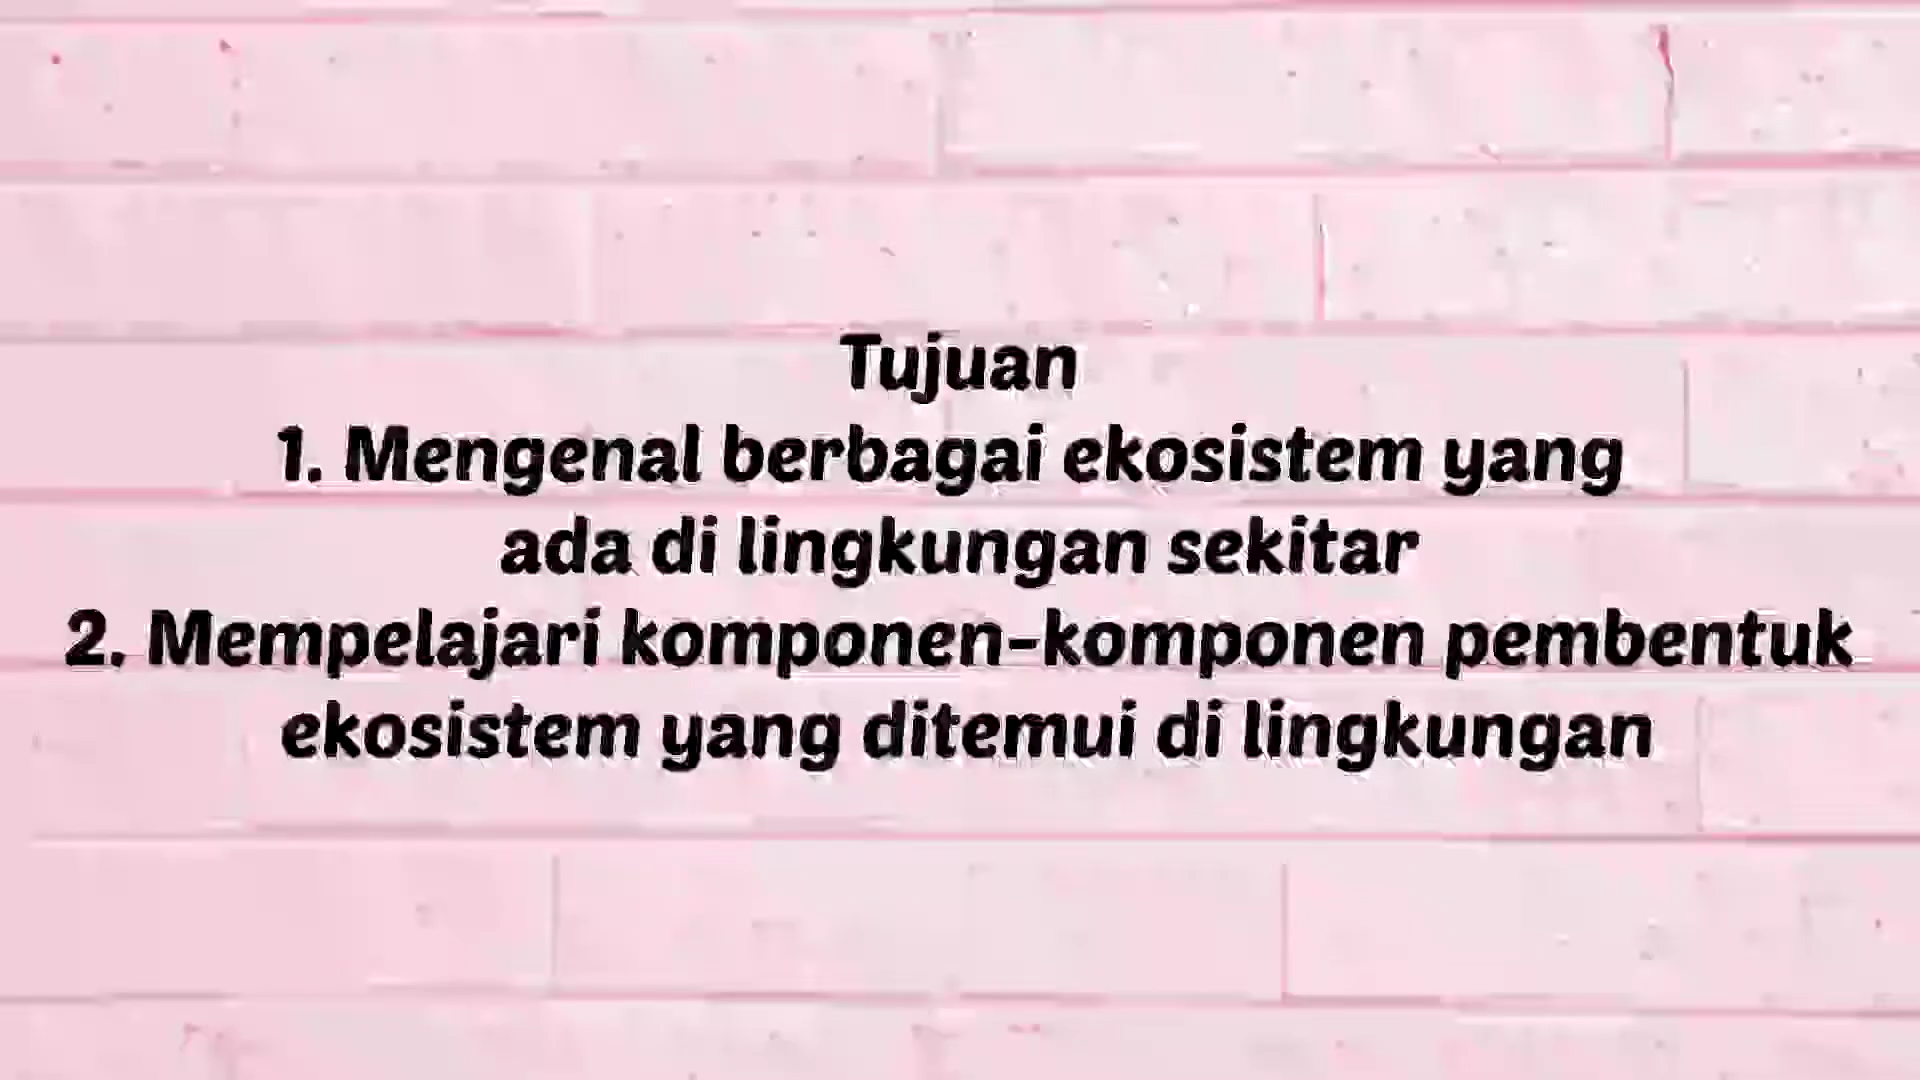 Tujuan
1. Mengenal berbagai ekosistem yang
ada di lingkungan sekitar
2. Mempelajari komponen-komponen pembentuk
ekosistem yang ditemui di lingkungan